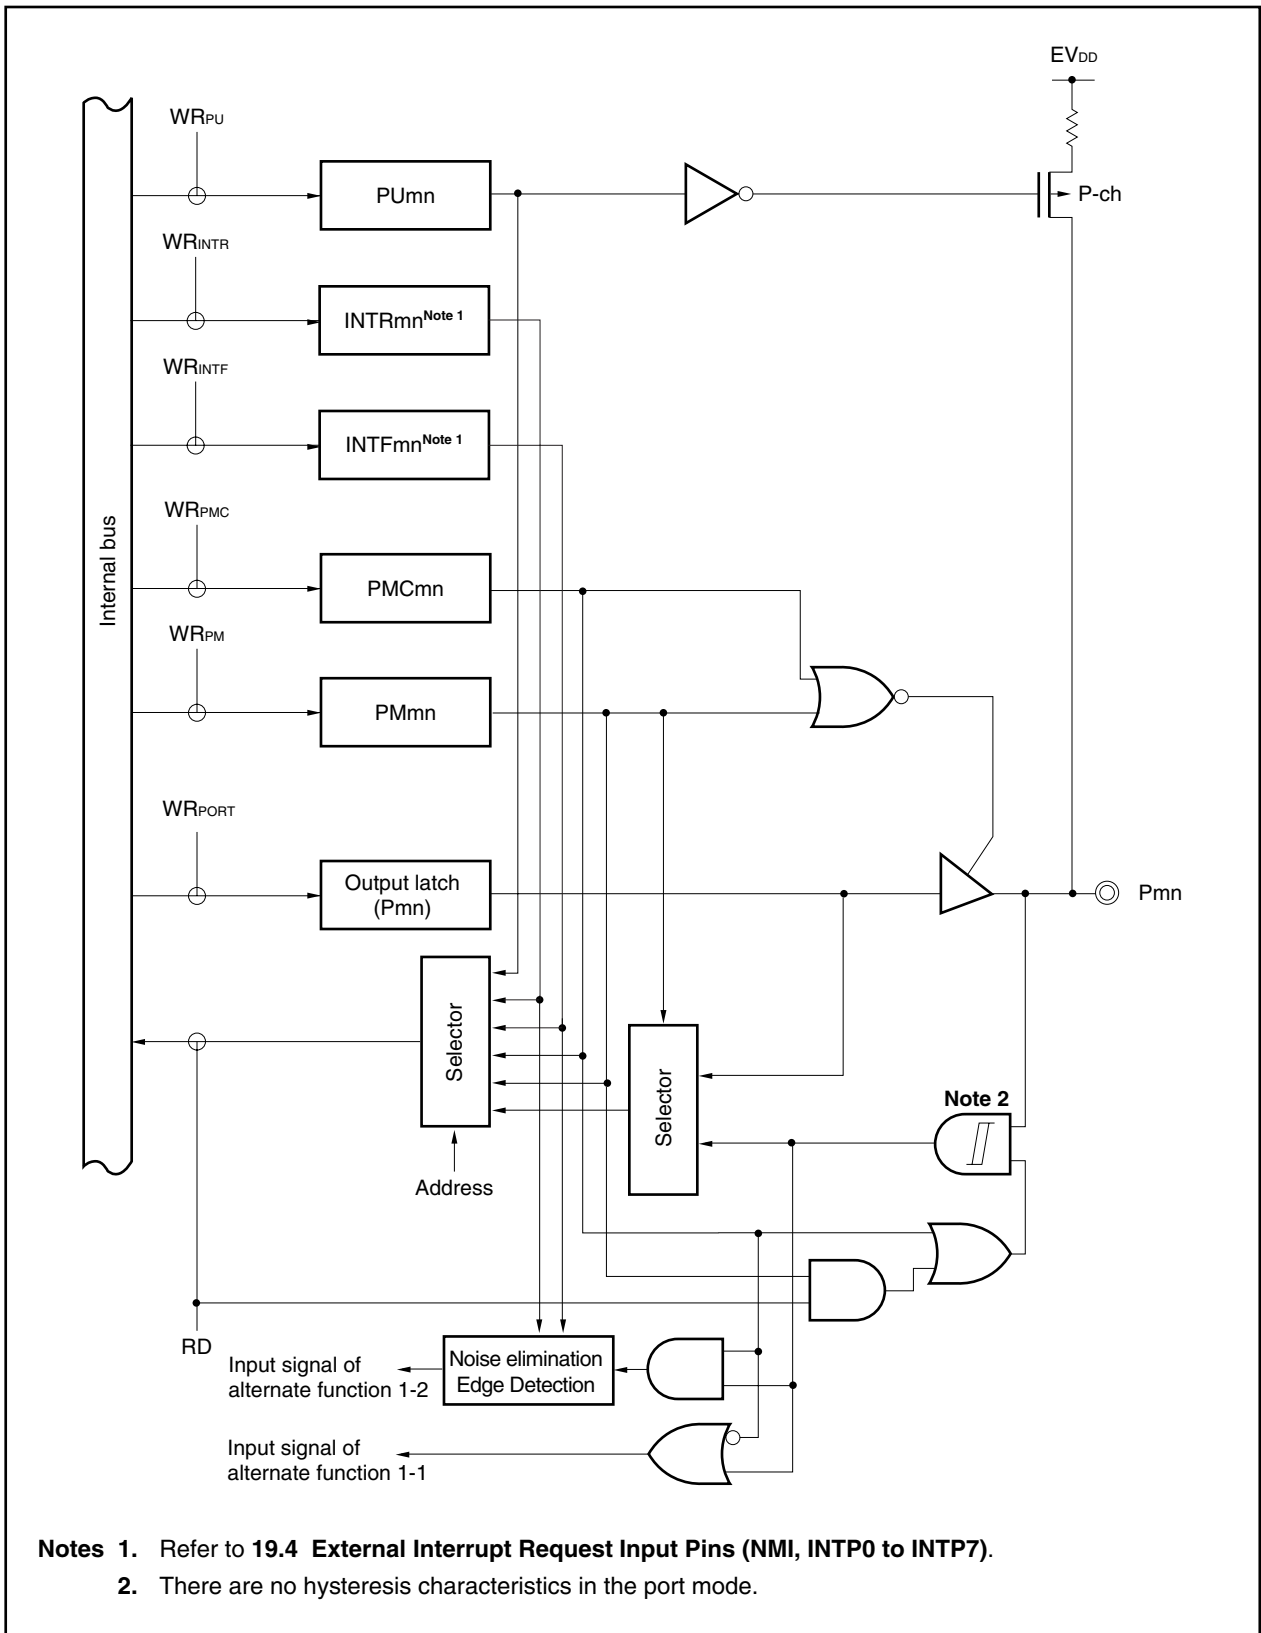 EVDD
WRPU
PUmn
P-ch
WRINTR
INTRmnNote 1
WRINTF
INTFmnNote 1
WRPMC
PMCmn
Internal bus
WRPM
PMmn
WRPORT
Output latch
(Pmn)
Pmn
Selector
Selector
Note 2
Address
RD
Noise elimination
Edge Detection
Input signal of
alternate function 1-2
Input signal of
alternate function 1-1
Notes 1. Refer to 19.4 External Interrupt Request Input Pins (NMI, INTP0 to INTP7).
2. There are no hysteresis characteristics in the port mode.